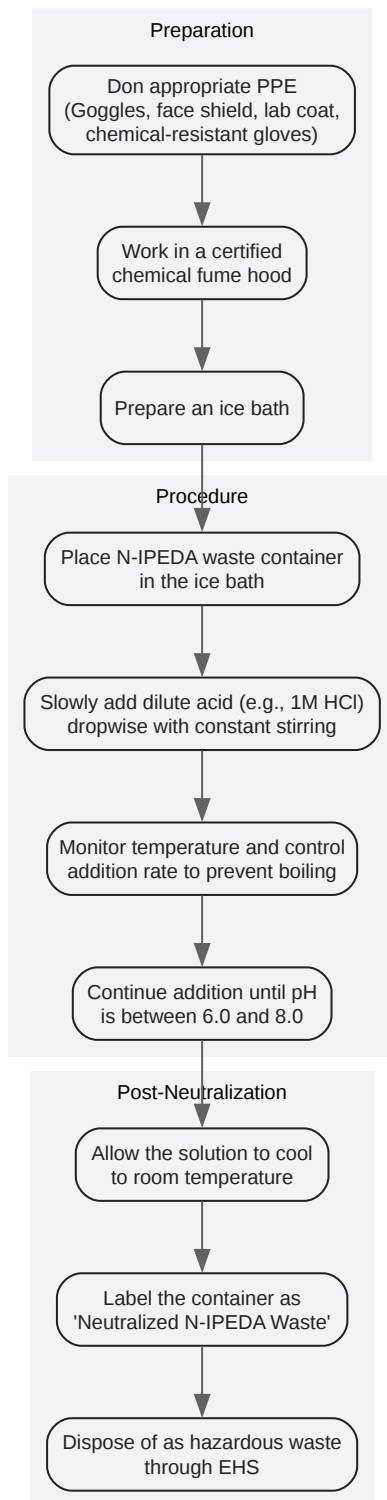 Preparation
Don appropriate PPE
(Goggles, face shield, lab coat,
chemical-resistant gloves)
Work in a certified
chemical fume hood
Prepare an ice bath
Procedure
Place N-IPEDA waste container
in the ice bath
Slowly add dilute acid (e.g., 1M HCl)
dropwise with constant stirring
Monitor temperature and control
addition rate to prevent boiling
Continue addition until pH
is between 6.0 and 8.0
Post-Neutralization
Allow the solution to cool
to room temperature
Label the container as
'Neutralized N-IPEDA Waste'
Dispose of as hazardous waste
through EHS